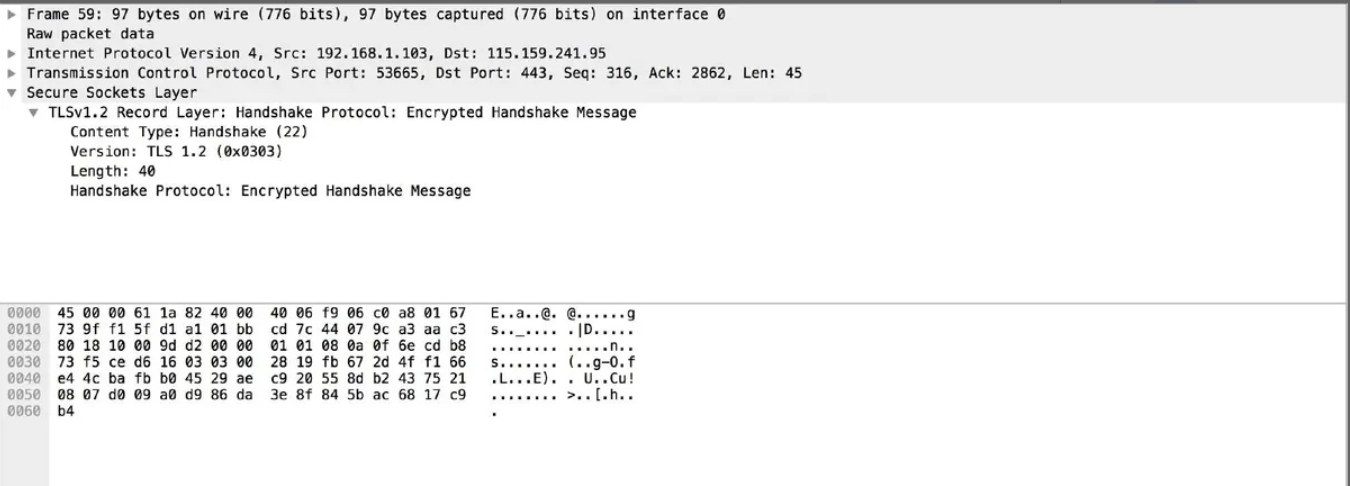 Frame 59: 97 bytes on wire (776 bits), 97 bytes captured (776 bits) on interface 0
Raw packet data
Internet Protocol Version 4, Src: 192.168.1.103, Dst: 115.159.241.95
Transmission Control Protocol, Src Port: 53665, Dst Port: 443, Seq: 316, Ack: 2862, Len: 45
Secure Sockets Layer
TLSv1.2 Record Layer: Handshake Protocol: Encrypted Handshake Message
Content Type: Handshake (22)
Version: TLS 1.2 (0x0303)
Length: 40
Handshake Protocol: Encrypted Handshake Message
0000 45 00 00 61 1a 82 40 00 40 06 f9 06 c0 a8 01 67 E..a..@. @......g
0010 73 9f f1 5f d1 a1 01 bb cd 7c 44 07 9c a3 aa c3 s.._.... .|D.....
0020 80 18 10 00 9d d2 00 00 01 01 08 0a 0f 6e cd b8 ........ .....n..
0030 73 f5 ce d6 16 03 03 00 28 19 fb 67 2d 4f f1 66 s....... (..g-O.f
0040 e4 4c ba fb b0 45 29 ae c9 20 55 8d b2 43 75 21 .L...E). . U..Cu!
0050 08 07 d0 09 a0 d9 86 da 3e 8f 84 5b ac 68 17 c9 ........ >..[.h..
0060 b4 .